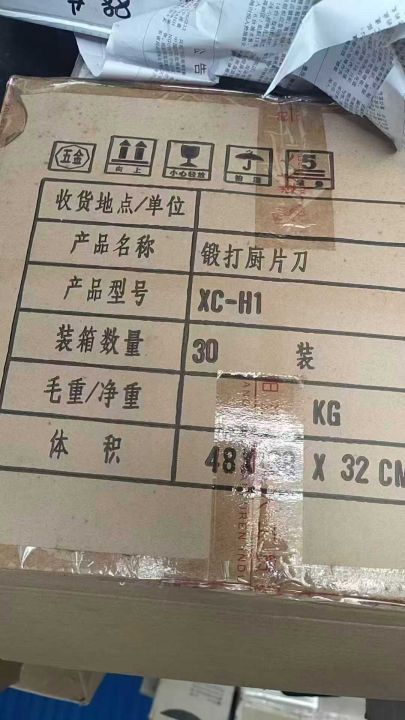 五金
向上
小心轻放
怕湿
5
收货地点/单位
产品名称 锻打厨片刀
产品型号 XC-H1
装箱数量 30 装
毛重/净重 KG
体 积 48 X X 32 CM